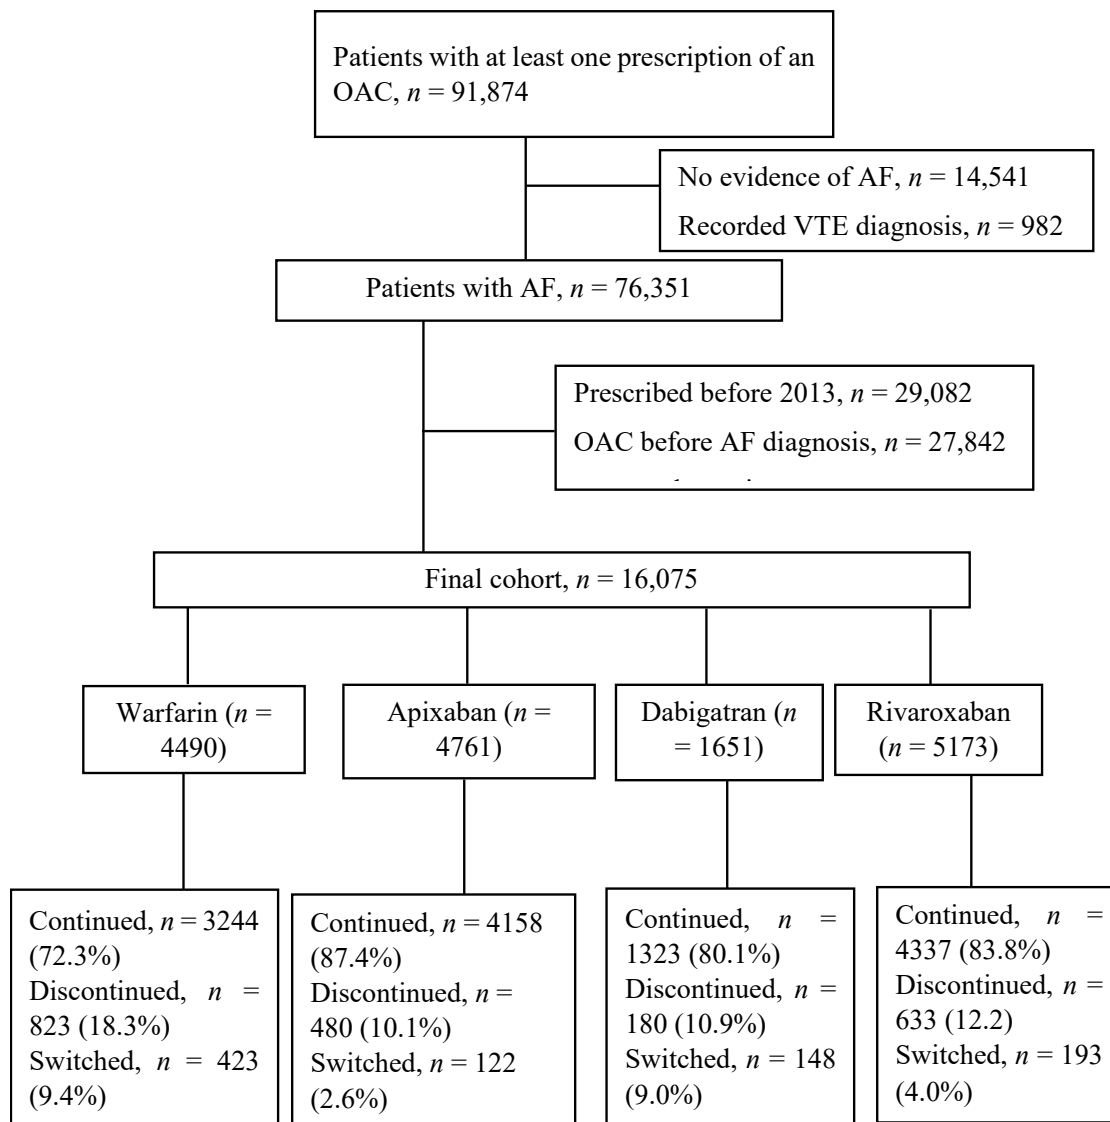 Patients with at least one prescription of an
OAC, n = 91,874
No evidence of AF, n = 14,541
Recorded VTE diagnosis, n = 982
Patients with AF, n = 76,351
Prescribed before 2013, n = 29,082
OAC before AF diagnosis, n = 27,842
Final cohort, n = 16,075
Warfarin (n =
4490)
Apixaban (n =
4761)
Dabigatran (n
= 1651)
Rivaroxaban
(n = 5173)
Continued, n = 3244
(72.3%)
Discontinued, n =
823 (18.3%)
Switched, n = 423
(9.4%)
Continued, n = 4158
(87.4%)
Discontinued, n =
480 (10.1%)
Switched, n = 122
(2.6%)
Continued, n =
1323 (80.1%)
Discontinued, n =
180 (10.9%)
Switched, n = 148
(9.0%)
Continued, n =
4337 (83.8%)
Discontinued, n =
633 (12.2)
Switched, n = 193
(4.0%)